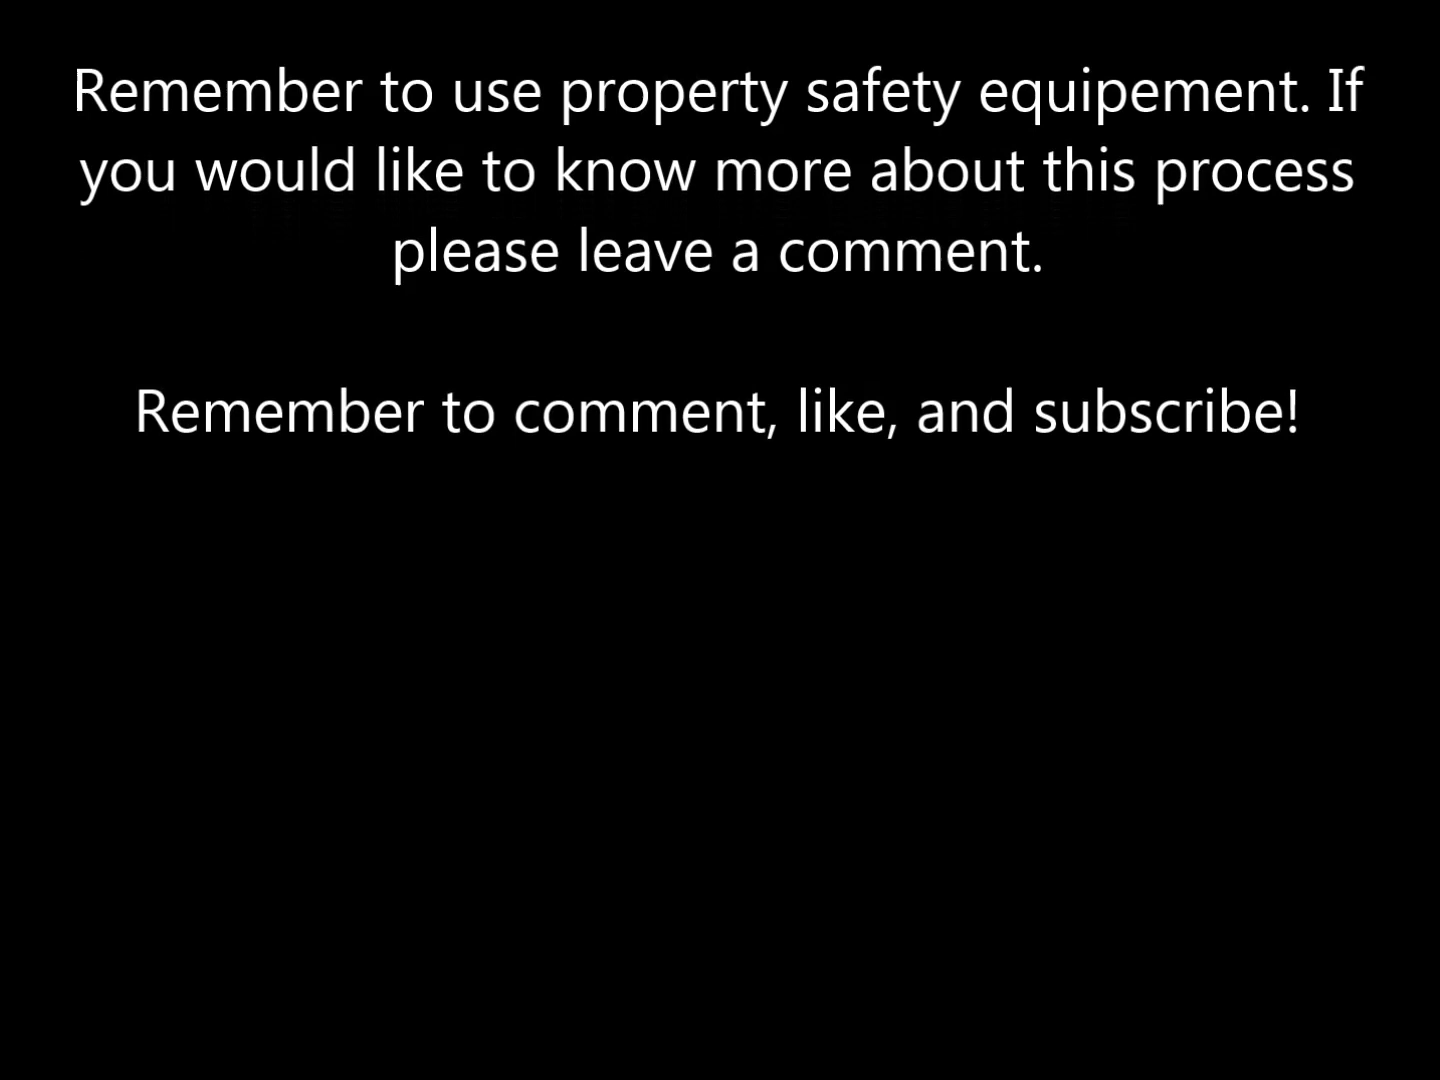 Remember to use property safety equipement. If
you would like to know more about this process
please leave a comment.
Remember to comment, like, and subscribe!